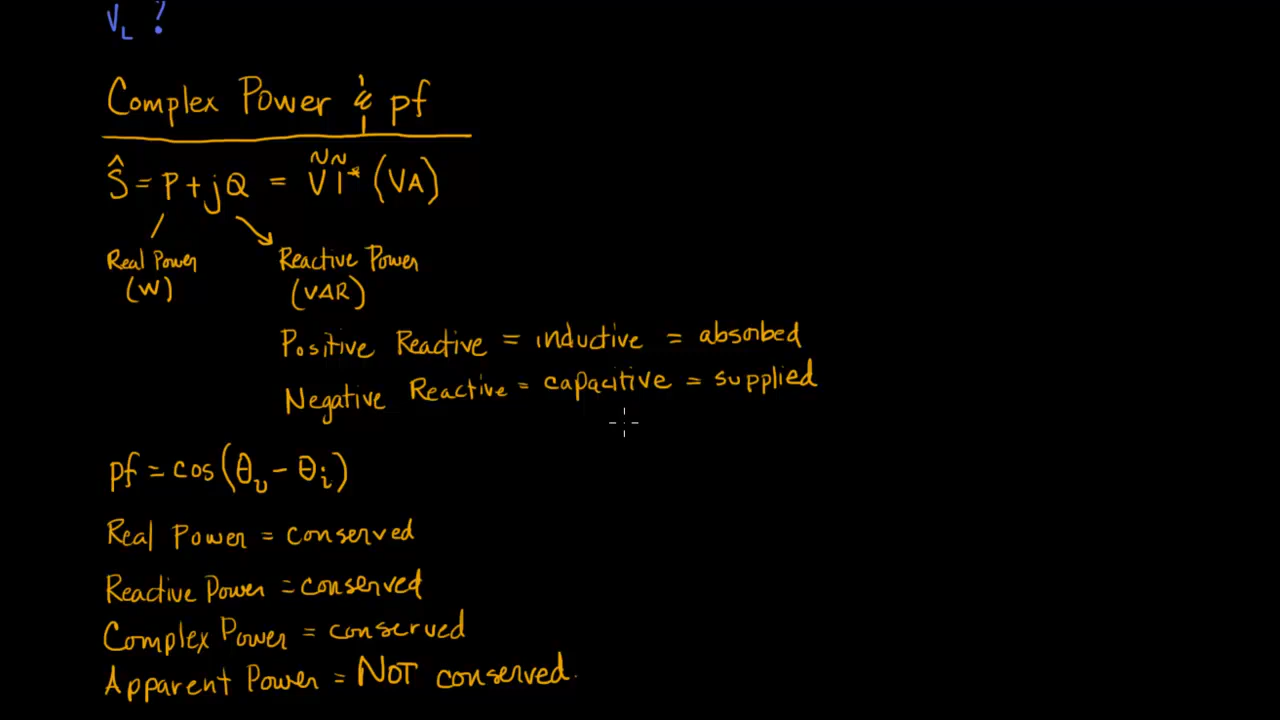 V_L ?
Complex Power & pf
Ŝ = P + jQ = Ṽ Ĩ* (VA)
Real Power Reactive Power
(W) (VAR)
Positive Reactive = inductive = absorbed
Negative Reactive = capacitive = supplied
pf = cos(θ_v - θ_i)
Real Power = conserved
Reactive Power = conserved
Complex Power = conserved
Apparent Power = NOT conserved.